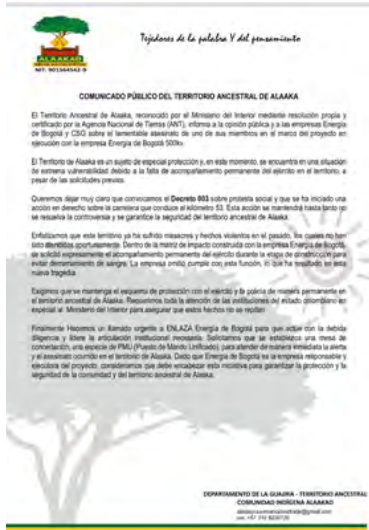 Tejedores de la palabra Y del pensamiento
ALAAKAD
NIT: 901564542-9
COMUNICADO PÚBLICO DEL TERRITORIO ANCESTRAL DE ALAAKA
El Territorio Ancestral de Alaaka, reconocido por el Ministerio del Interior mediante resolución propia y
certificado por la Agencia Nacional de Tierras (ANT), informa a la opinión pública y a las empresas Energía
de Bogotá y CSG sobre el lamentable asesinato de uno de sus miembros en el marco del proyecto en
ejecución con la empresa Energía de Bogotá 500kv.
El Territorio de Alaaka es un sujeto de especial protección y, en este momento, se encuentra en una situación
de extrema vulnerabilidad debido a la falta de acompañamiento permanente del ejército en el territorio, a
pesar de las solicitudes previas.
Queremos dejar muy claro que convocamos el Decreto 003 sobre protesta social y que se ha iniciado una
acción en derecho sobre la carretera que conduce al kilómetro 53. Esta acción se mantendrá hasta tanto no
se resuelva la controversia y se garantice la seguridad del territorio ancestral de Alaaka.
Enfatizamos que este territorio ya ha sufrido masacres y hechos violentos en el pasado, los cuales no han
sido atendidos oportunamente. Dentro de la matriz de impacto construida con la empresa Energía de Bogotá,
se solicitó expresamente el acompañamiento permanente del ejército durante la etapa de construcción para
evitar derramamiento de sangre. La empresa omitió cumplir con esta función, lo que ha resultado en esta
nueva tragedia.
Exigimos que se mantenga el esquema de protección con el ejército y la policía de manera permanente en
el territorio ancestral de Alaaka. Requerimos toda la atención de las instituciones del estado colombiano en
especial al Ministerio del Interior para asegurar que estos hechos no se repitan.
Finalmente Hacemos un llamado urgente a ENLAZA Energía de Bogotá para que actúe con la debida
diligencia y lidere la articulación institucional necesaria. Solicitamos que se establezca una mesa de
concertación, una especie de PMU (Puesto de Mando Unificado), para atender de manera inmediata la alerta
y el asesinato ocurrido en el territorio de Alaaka. Dado que Energía de Bogotá es la empresa responsable y
ejecutora del proyecto, consideramos que debe encabezar esta iniciativa para garantizar la protección y la
seguridad de la comunidad y del territorio ancestral de Alaaka.
DEPARTAMENTO DE LA GUAJIRA - TERRITORIO ANCESTRAL
COMUNIDAD INDÍGENA ALAAKAD